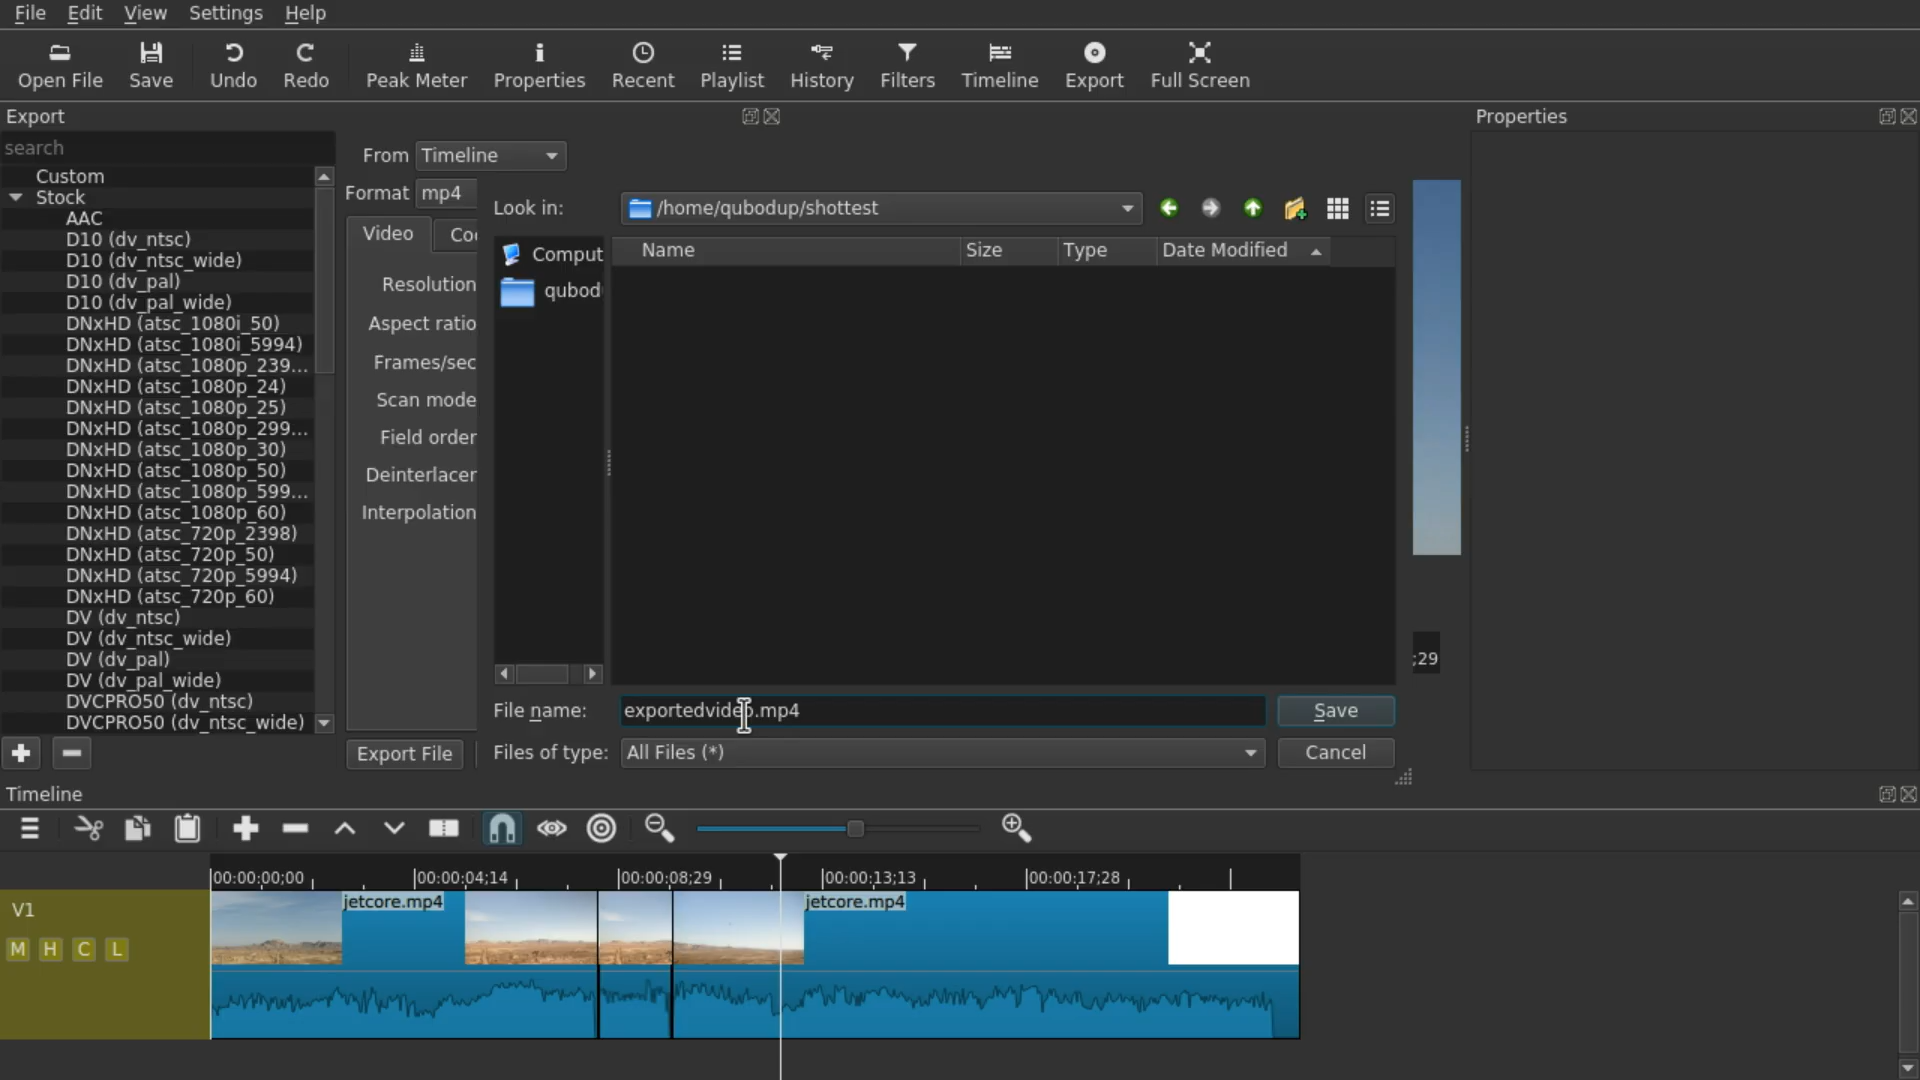 File Edit View Settings Help
Open File Save Undo Redo Peak Meter Properties Recent Playlist History Filters Timeline Export Full Screen
Export
Properties
search
Custom
Stock
AAC
D10 (dv_ntsc)
D10 (dv_ntsc_wide)
D10 (dv_pal)
D10 (dv_pal_wide)
DNxHD (atsc_1080i_50)
DNxHD (atsc_1080i_5994)
DNxHD (atsc_1080p_239...
DNxHD (atsc_1080p_24)
DNxHD (atsc_1080p_25)
DNxHD (atsc_1080p_299...
DNxHD (atsc_1080p_30)
DNxHD (atsc_1080p_50)
DNxHD (atsc_1080p_599...
DNxHD (atsc_1080p_60)
DNxHD (atsc_720p_2398)
DNxHD (atsc_720p_50)
DNxHD (atsc_720p_5994)
DNxHD (atsc_720p_60)
DV (dv_ntsc)
DV (dv_ntsc_wide)
DV (dv_pal)
DV (dv_pal_wide)
DVCPRO50 (dv_ntsc)
DVCPRO50 (dv_ntsc_wide)
From Timeline
Format mp4
Video Coc
Resolution
Aspect ratio
Frames/sec
Scan mode
Field order
Deinterlacer
Interpolation
Export File
Look in: /home/qubodup/shottest
Comput
qubod
Name Size Type Date Modified
File name: exportedvideo.mp4 Save
Files of type: All Files (*) Cancel
;29
Timeline
00:00:00;00 00:00:04;14 00:00:08;29 00:00:13;13 00:00:17;28
V1
jetcore.mp4 jetcore.mp4
M H C L